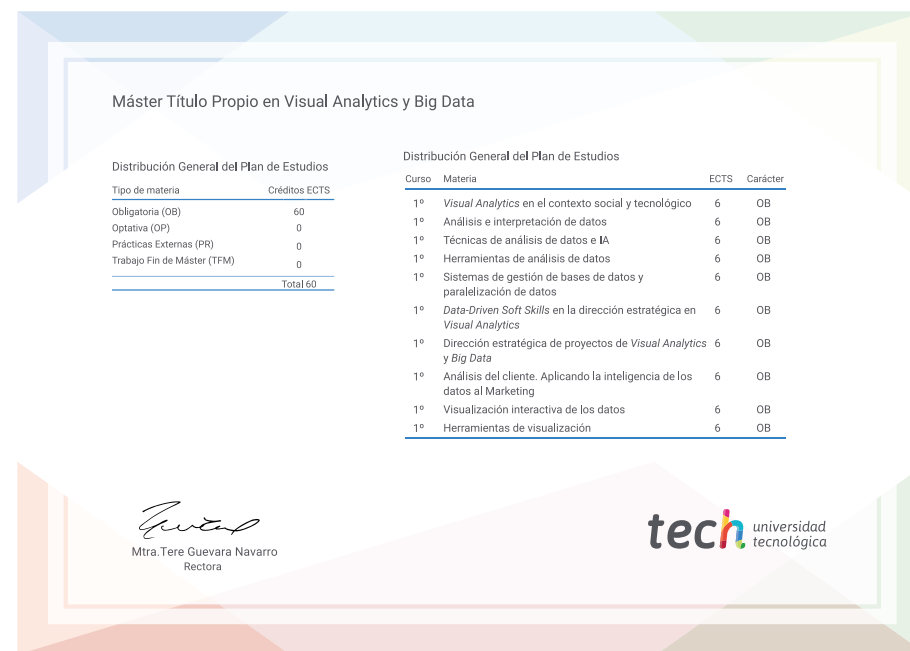 Máster Título Propio en Visual Analytics y Big Data
Distribución General del Plan de Estudios
Tipo de materia Créditos ECTS
Obligatoria (OB) 60
Optativa (OP) 0
Prácticas Externas (PR) 0
Trabajo Fin de Máster (TFM) 0
Total 60
Distribución General del Plan de Estudios
Curso Materia ECTS Carácter
1º Visual Analytics en el contexto social y tecnológico 6 OB
1º Análisis e interpretación de datos 6 OB
1º Técnicas de análisis de datos e IA 6 OB
1º Herramientas de análisis de datos 6 OB
1º Sistemas de gestión de bases de datos y 6 OB
paralelización de datos
1º Data-Driven Soft Skills en la dirección estratégica en 6 OB
Visual Analytics
1º Dirección estratégica de proyectos de Visual Analytics 6 OB
y Big Data
1º Análisis del cliente. Aplicando la inteligencia de los 6 OB
datos al Marketing
1º Visualización interactiva de los datos 6 OB
1º Herramientas de visualización 6 OB
Mtra.Tere Guevara Navarro
Rectora
tech universidad
tecnológica